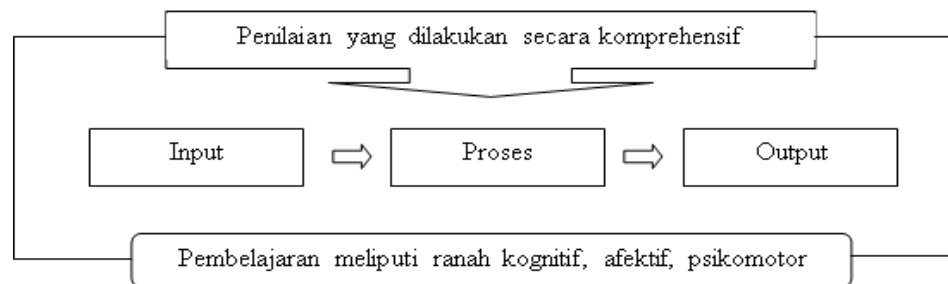 Penilaian yang dilakukan secara komprehensif
Input
Proses
Output
Pembelajaran meliputi ranah kognitif, afektif, psikomotor